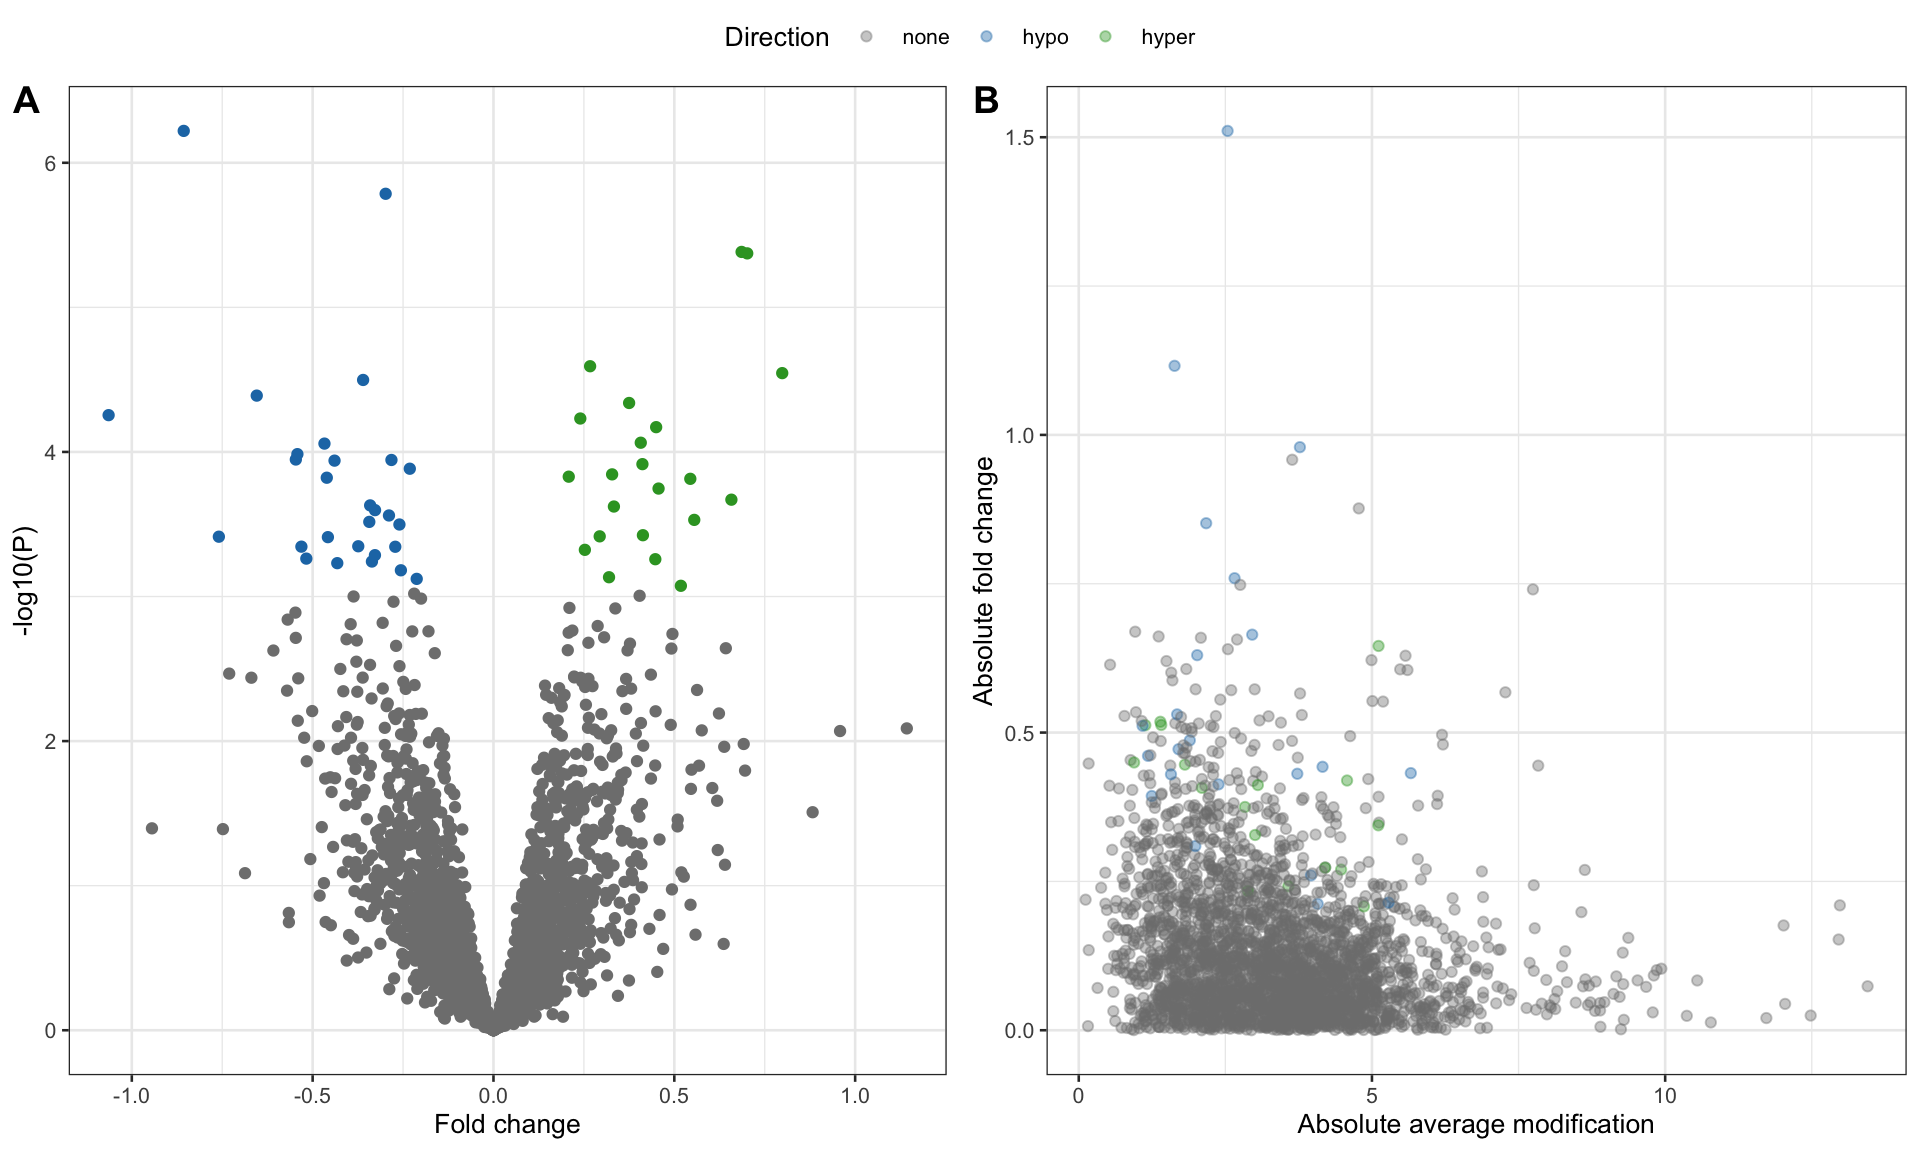 Direction none hypo hyper
A
6
4
2
0
-log10(P)
-1.0 -0.5 0.0 0.5 1.0
Fold change
B
1.5
1.0
0.5
0.0
Absolute fold change
0 5 10
Absolute average modification